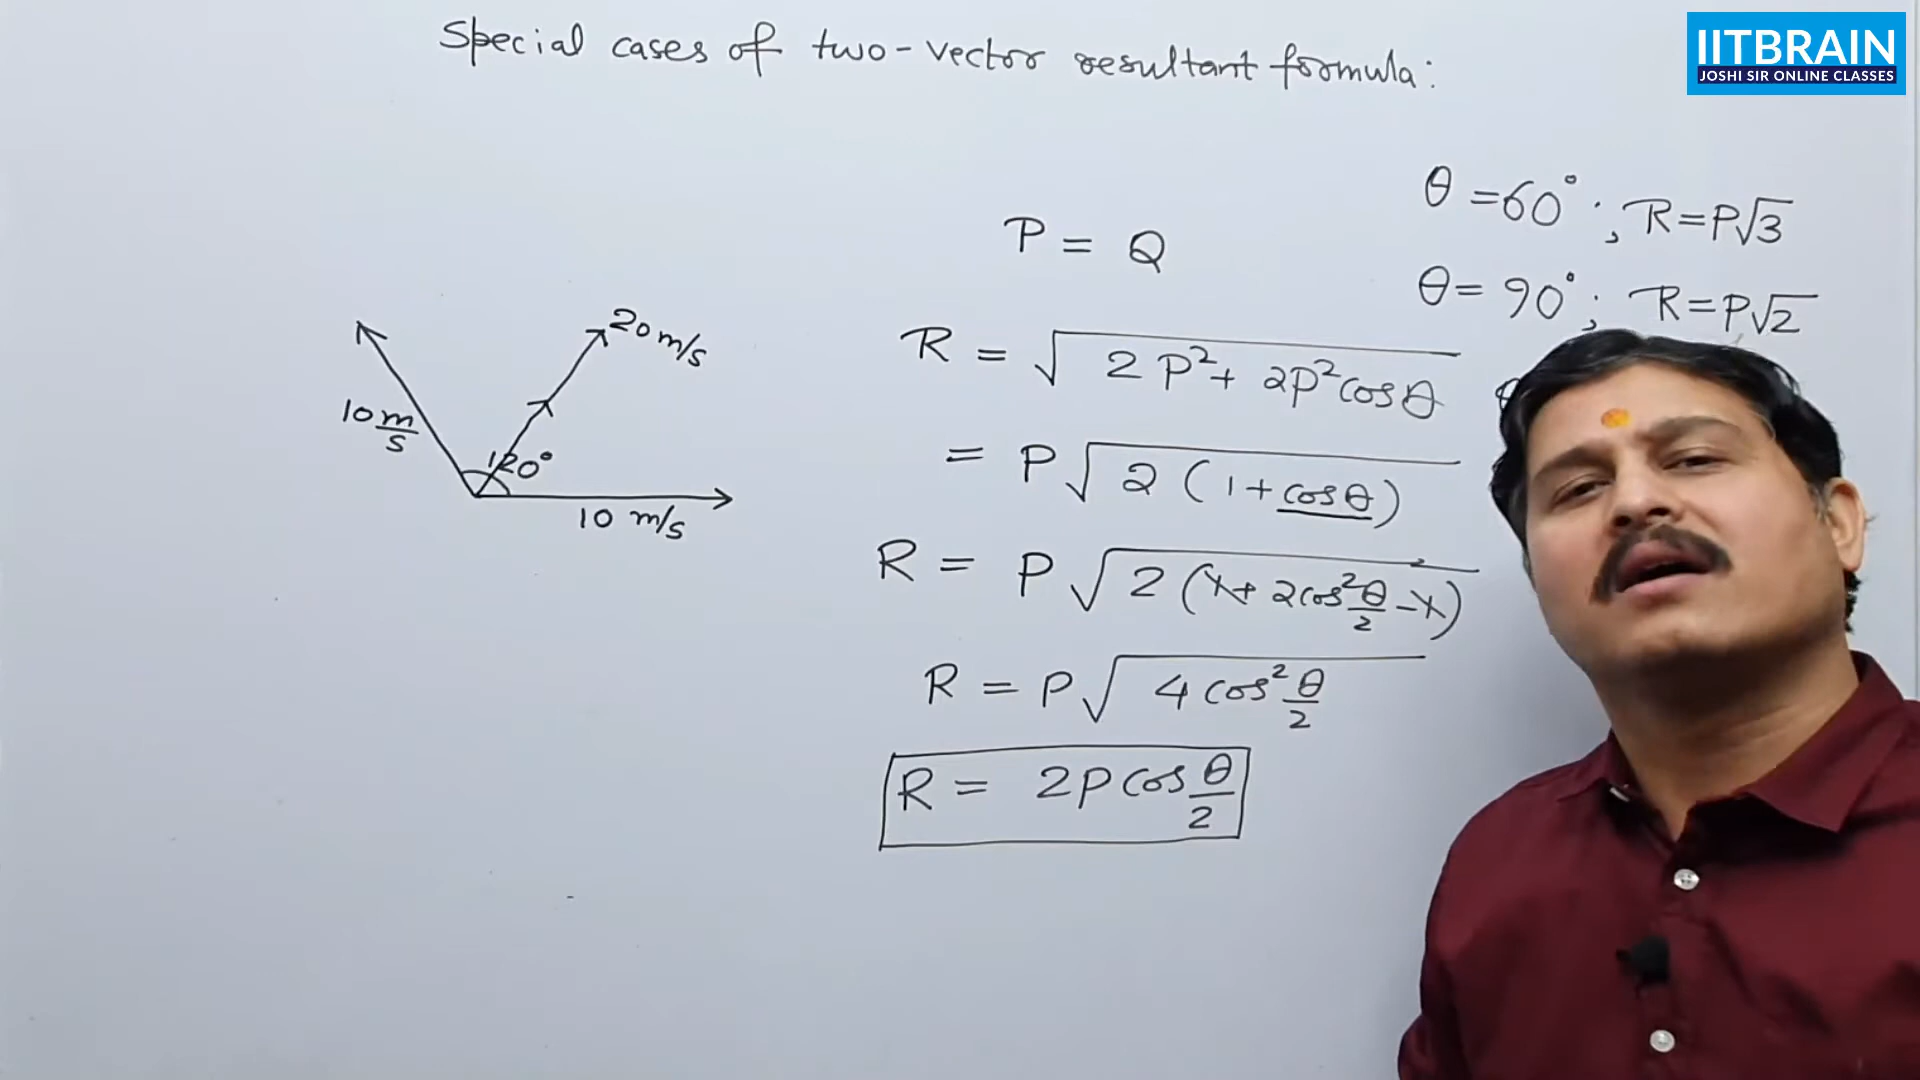 Special cases of two-vector resultant formula:
IITBRAIN
JOSHI SIR ONLINE CLASSES
θ = 60° ; R = P√3
θ = 90° ; R = P√2
20 m/s
10 m/s
120°
10 m/s
P = Q
R = √(2P² + 2P² cos θ)
= P√(2 (1 + cos θ))
R = P√(2 (1 + 2cos² θ/2 - 1))
R = P√(4 cos² θ/2)
R = 2P cos θ/2